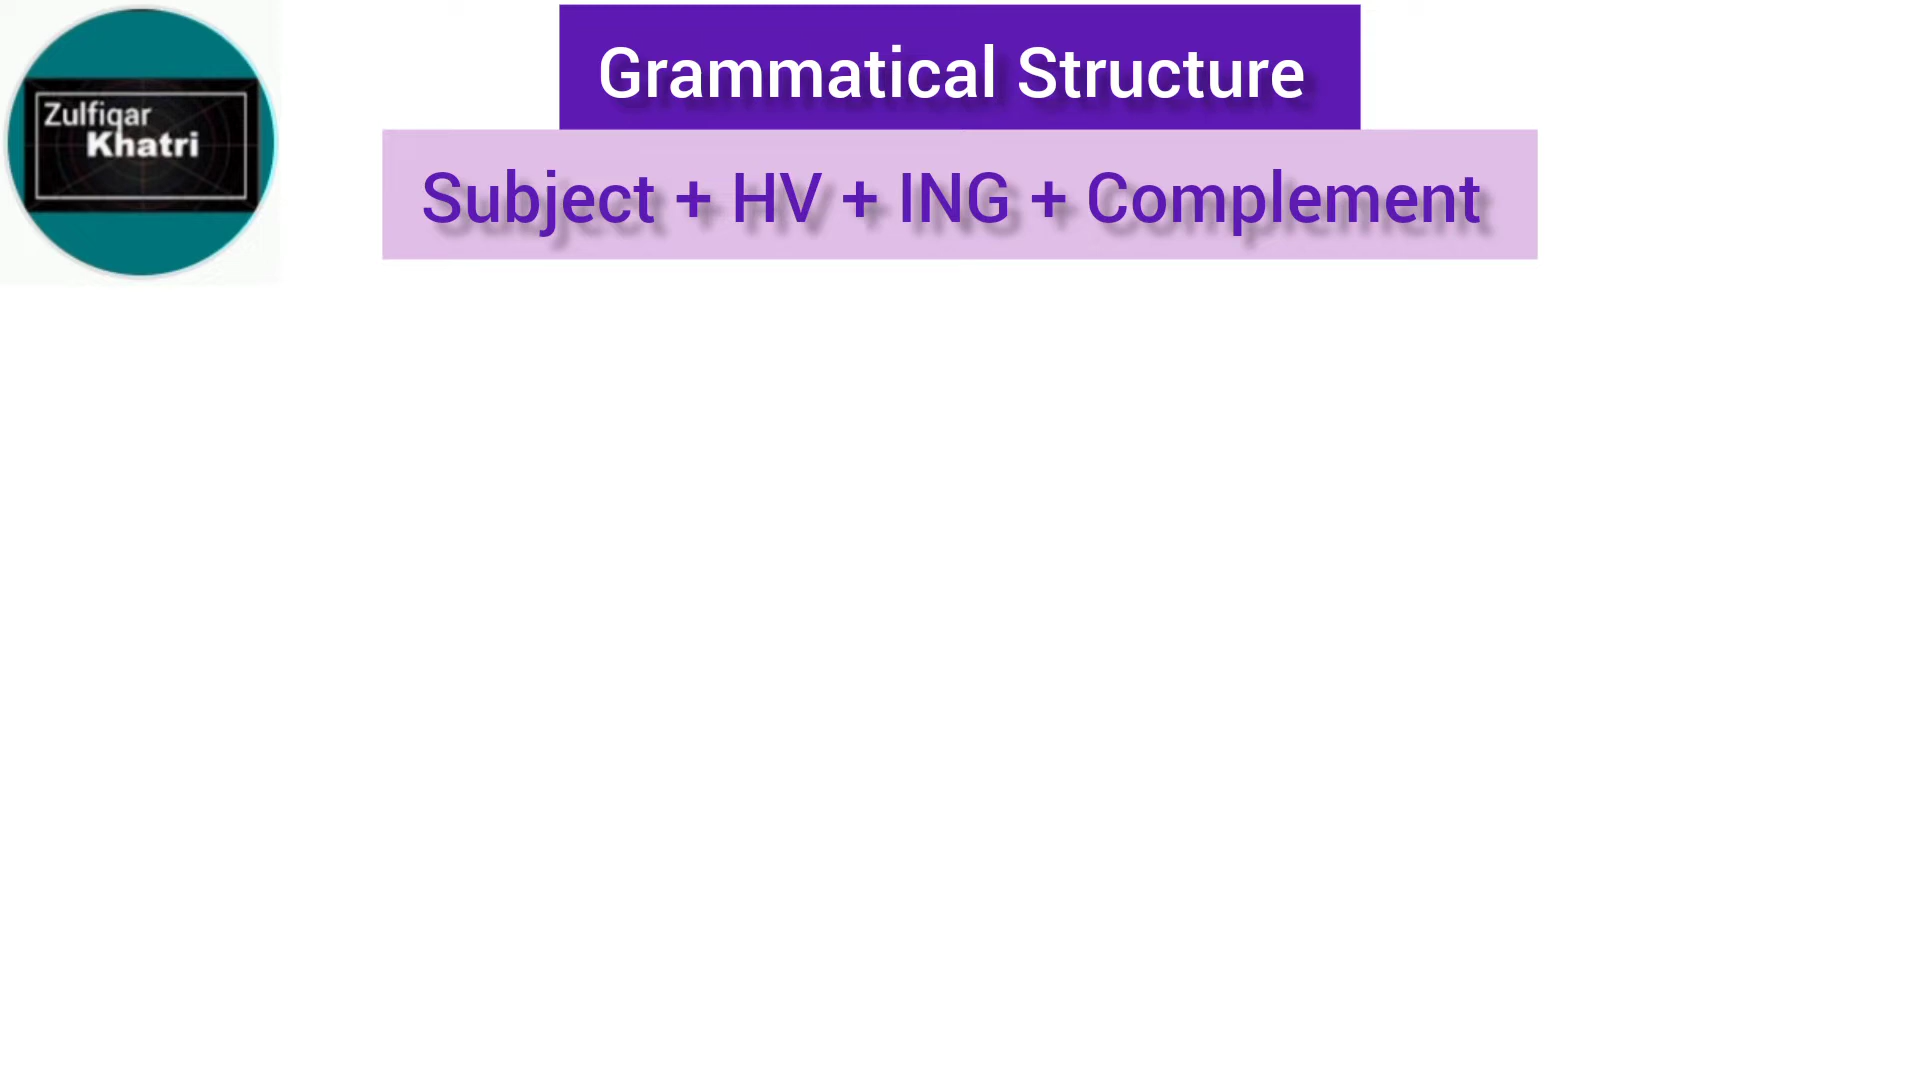 Zulfiqar
Khatri
Grammatical Structure
Subject + HV + ING + Complement